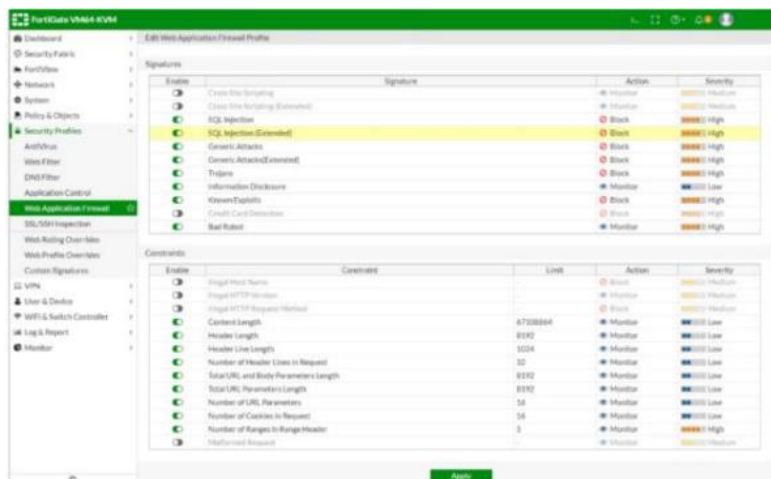 FortiGate VM64-KVM
Dashboard
Security Fabric
FortiView
Network
System
Policy & Objects
Security Profiles
AntiVirus
Web Filter
DNS Filter
Application Control
Web Application Firewall
SSL/SSH Inspection
Web Rating Overrides
Web Profile Overrides
Custom Signatures
VPN
User & Device
WiFi & Switch Controller
Log & Report
Monitor
Edit Web Application Firewall Profile
Signatures
Enable Signature Action Severity
Cross Site Scripting Monitor Medium
Cross Site Scripting (Extended) Monitor Medium
SQL Injection Block High
SQL Injection (Extended) Block High
Generic Attacks Block High
Generic Attacks(Extended) Block High
Trojans Block High
Information Disclosure Monitor Low
Known Exploits Block High
Credit Card Detection Block High
Bad Robot Monitor High
Constraints
Enable Constraint Limit Action Severity
Illegal Host Name - Block Medium
Illegal HTTP Version - Monitor Medium
Illegal HTTP Request Method - Block Medium
Content Length 67108864 Monitor Low
Header Length 8192 Monitor Low
Header Line Length 1024 Monitor Low
Number of Header Lines in Request 32 Monitor Low
Total URL and Body Parameters Length 8192 Monitor Low
Total URL Parameters Length 8192 Monitor Low
Number of URL Parameters 16 Monitor Low
Number of Cookies in Request 16 Monitor Low
Number of Ranges in Range Header 5 Monitor High
Malformed Request - Monitor Medium
Apply